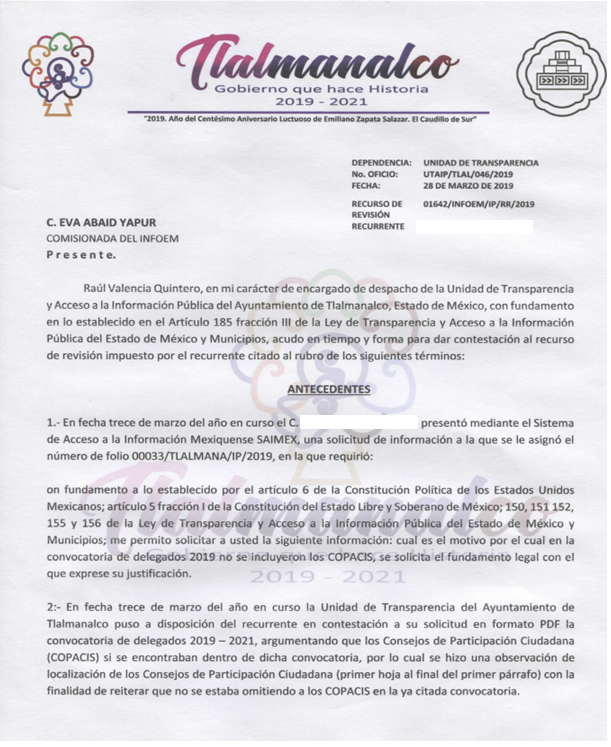 Tlalmanalco
Gobierno que hace Historia
2019 - 2021
"2019. Año del Centésimo Aniversario Luctuoso de Emiliano Zapata Salazar. El Caudillo de Sur"
DEPENDENCIA: UNIDAD DE TRANSPARENCIA
No. OFICIO: UTAIP/TLAL/046/2019
FECHA: 28 DE MARZO DE 2019
RECURSO DE 01642/INFOEM/IP/RR/2019
REVISIÓN
RECURRENTE
C. EVA ABAID YAPUR
COMISIONADA DEL INFOEM
P r e s e n t e.
Raúl Valencia Quintero, en mi carácter de encargado de despacho de la Unidad de Transparencia
y Acceso a la Información Pública del Ayuntamiento de Tlalmanalco, Estado de México, con fundamento
en lo establecido en el Artículo 185 fracción III de la Ley de Transparencia y Acceso a la Información
Pública del Estado de México y Municipios, acudo en tiempo y forma para dar contestación al recurso
de revisión impuesto por el recurrente citado al rubro de los siguientes términos:
ANTECEDENTES
1.- En fecha trece de marzo del año en curso el C. presentó mediante el Sistema
de Acceso a la Información Mexiquense SAIMEX, una solicitud de información a la que se le asignó el
número de folio 00033/TLALMANA/IP/2019, en la que requirió:
on fundamento a lo establecido por el artículo 6 de la Constitución Política de los Estados Unidos
Mexicanos; artículo 5 fracción I de la Constitución del Estado Libre y Soberano de México; 150, 151 152,
155 y 156 de la Ley de Transparencia y Acceso a la Información Pública del Estado de México y
Municipios; me permito solicitar a usted la siguiente información: cual es el motivo por el cual en la
convocatoria de delegados 2019 no se incluyeron los COPACIS, se solicita el fundamento legal con el
que exprese su justificación.
2:- En fecha trece de marzo del año en curso la Unidad de Transparencia del Ayuntamiento de
Tlalmanalco puso a disposición del recurrente en contestación a su solicitud en formato PDF la
convocatoria de delegados 2019 – 2021, argumentando que los Consejos de Participación Ciudadana
(COPACIS) si se encontraban dentro de dicha convocatoria, por lo cual se hizo una observación de
localización de los Consejos de Participación Ciudadana (primer hoja al final del primer párrafo) con la
finalidad de reiterar que no se estaba omitiendo a los COPACIS en la ya citada convocatoria.
Tlalmanalco
Gobierno que hace Historia
2019 - 2021